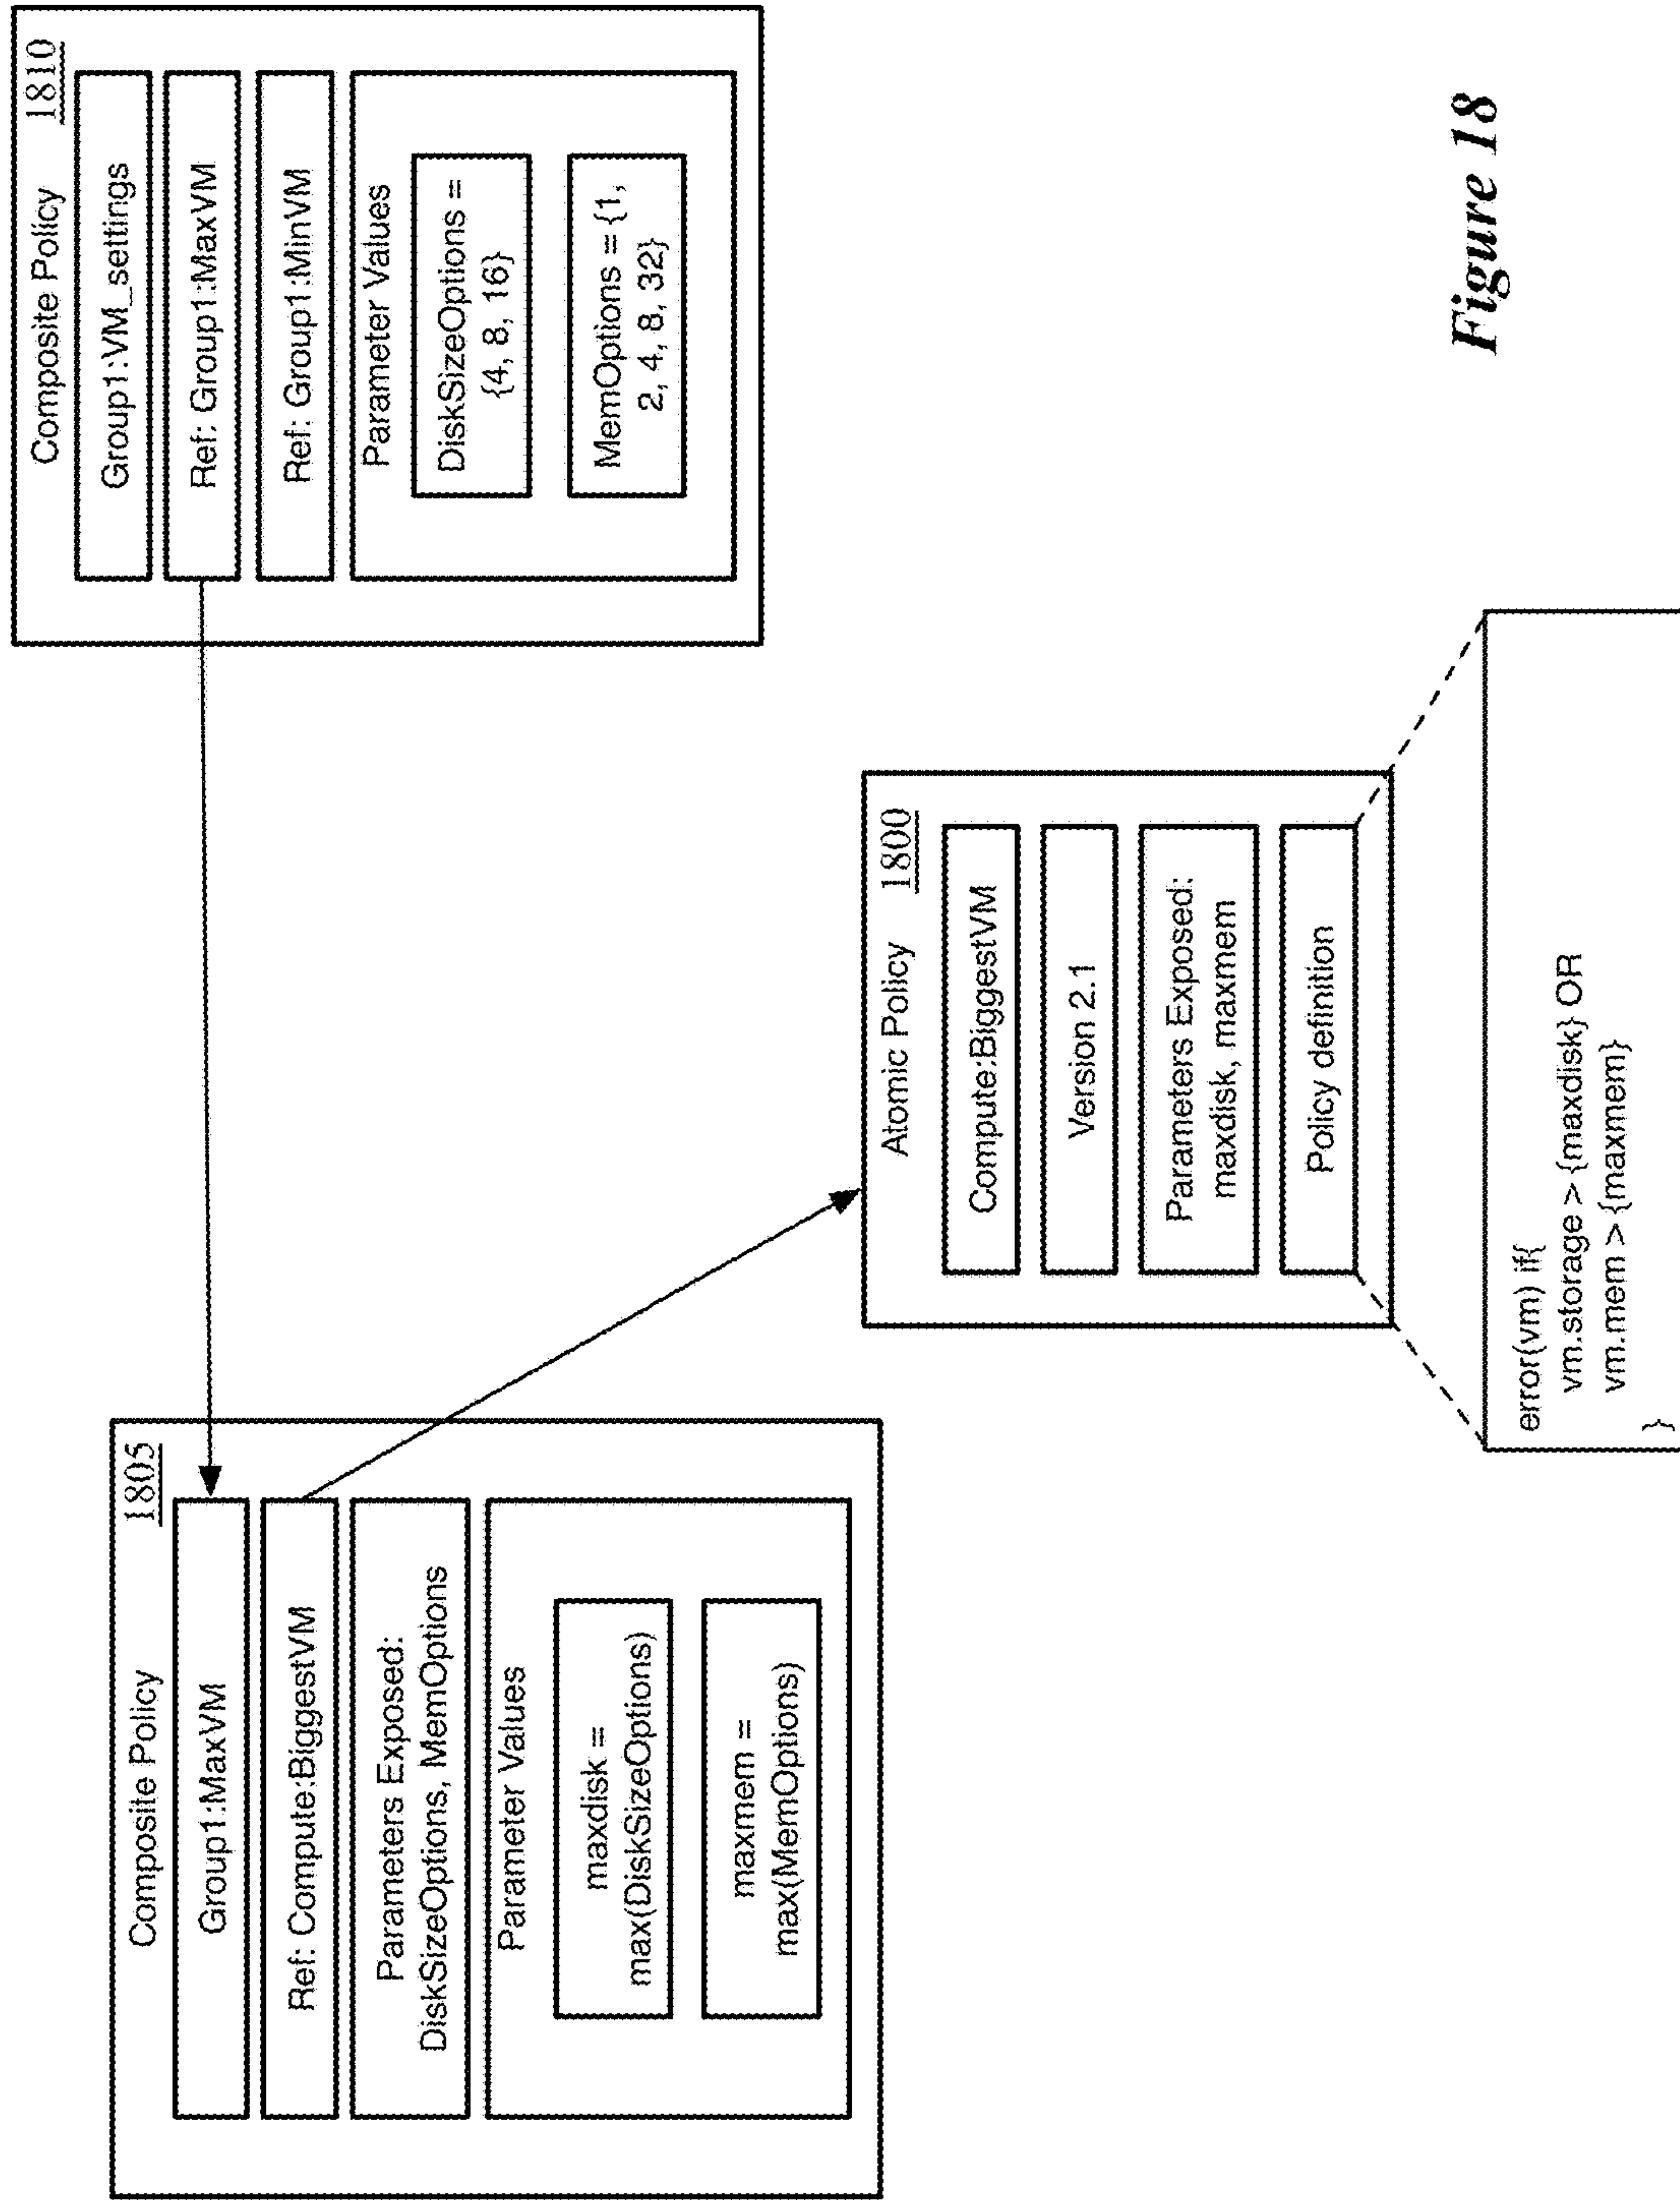 Composite Policy 1805
Group1:MaxVM
Ref: Compute:BiggestVM
Parameters Exposed:
DiskSizeOptions, MemOptions
Parameter Values
maxdisk =
max(DiskSizeOptions)
maxmem =
max(MemOptions)
Composite Policy 1810
Group1:VM_settings
Ref: Group1:MaxVM
Ref: Group1:MinVM
Parameter Values
DiskSizeOptions =
{4, 8, 16}
MemOptions = {1,
2, 4, 8, 32}
Atomic Policy 1800
Compute:BiggestVM
Version 2.1
Parameters Exposed:
maxdisk, maxmem
Policy definition
error(vm) if{
vm.storage > {maxdisk} OR
vm.mem >{maxmem}
}
Figure 18